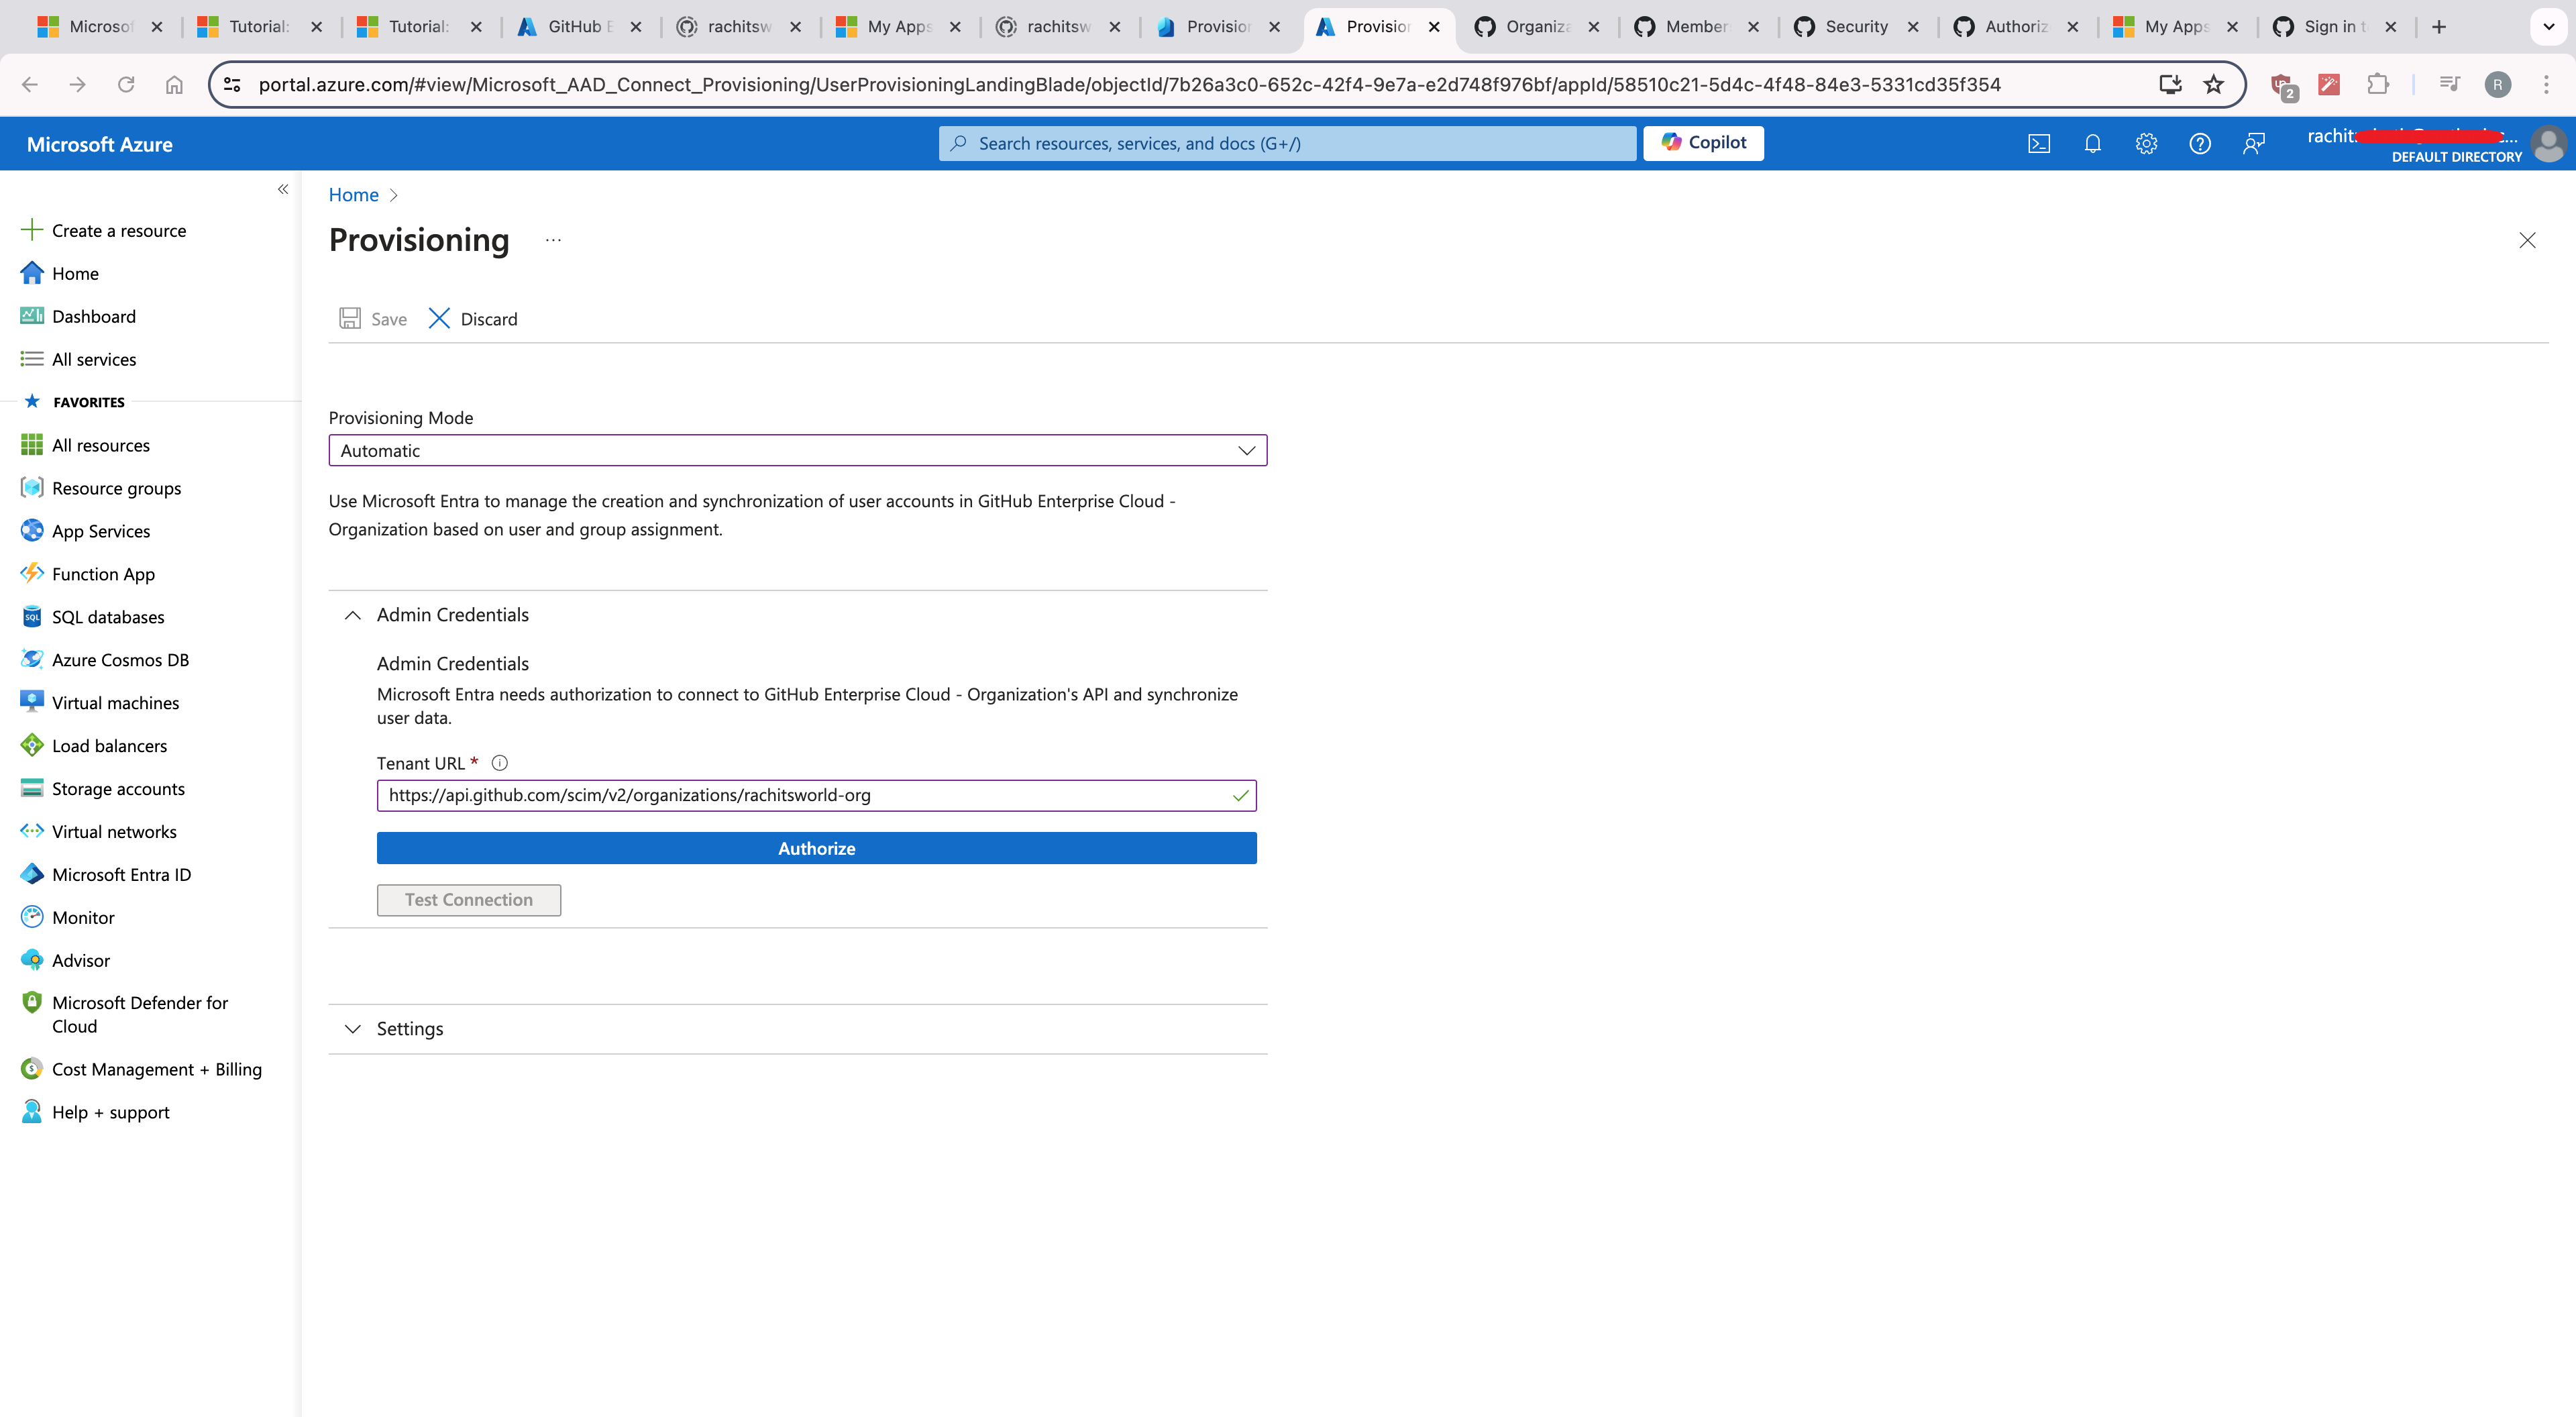 Microsof
Tutorial:
Tutorial:
GitHub E
rachitsw
My Apps
rachitsw
Provision
Provision
Organiza
Member
Security
Authoriz
My Apps
Sign in t
portal.azure.com/#view/Microsoft_AAD_Connect_Provisioning/UserProvisioningLandingBlade/objectId/7b26a3c0-652c-42f4-9e7a-e2d748f976bf/appId/58510c21-5d4c-4f48-84e3-5331cd35f354
2
R
Microsoft Azure
Search resources, services, and docs (G+/)
Copilot
DEFAULT DIRECTORY
Create a resource
Home
Dashboard
All services
FAVORITES
All resources
Resource groups
App Services
Function App
SQL databases
Azure Cosmos DB
Virtual machines
Load balancers
Storage accounts
Virtual networks
Microsoft Entra ID
Monitor
Advisor
Microsoft Defender for
Cloud
Cost Management + Billing
Help + support
Home
Provisioning
...
Save
Discard
Provisioning Mode
Automatic
Use Microsoft Entra to manage the creation and synchronization of user accounts in GitHub Enterprise Cloud -
Organization based on user and group assignment.
Admin Credentials
Admin Credentials
Microsoft Entra needs authorization to connect to GitHub Enterprise Cloud - Organization's API and synchronize
user data.
Tenant URL *
https://api.github.com/scim/v2/organizations/rachitsworld-org
Authorize
Test Connection
Settings